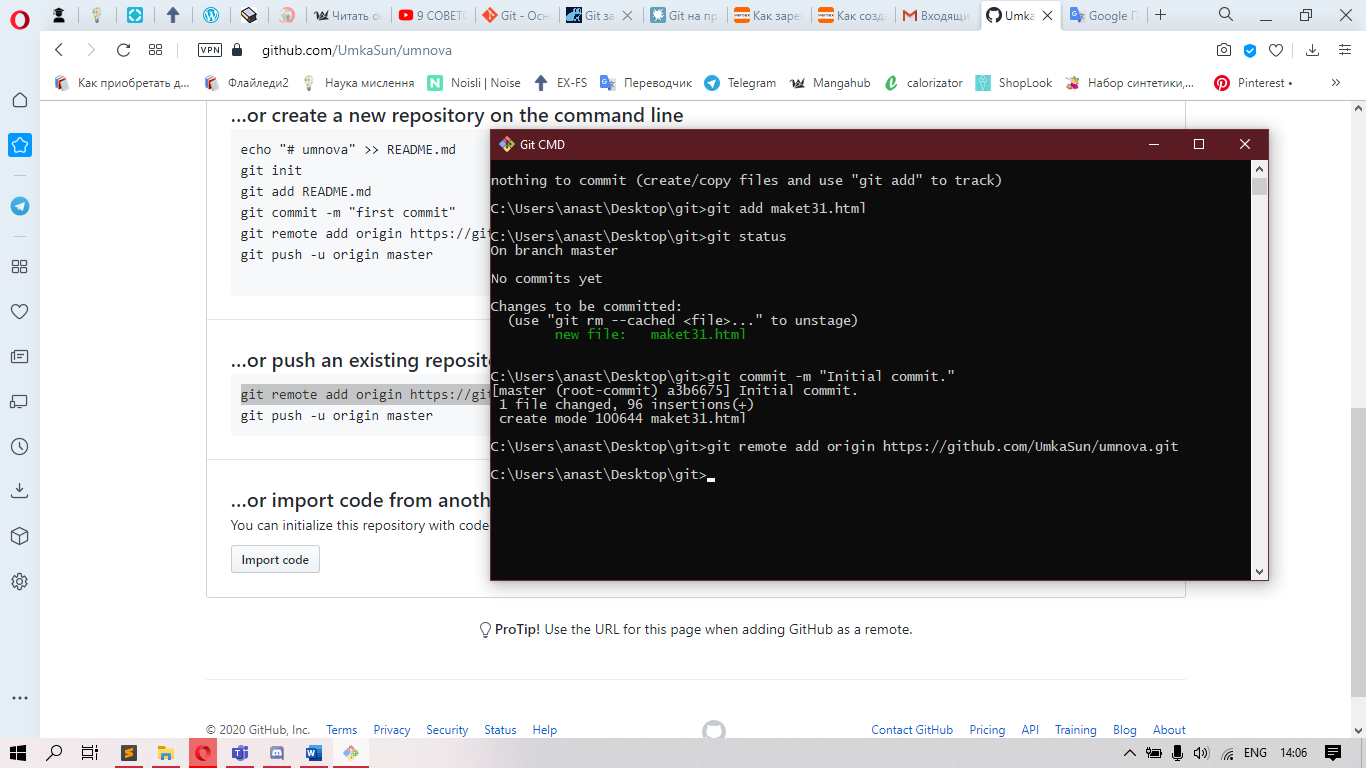 Читать о
9 СОВЕТО
Git - Осн
Git за
Git на пр
Как заре
Как созд
Входящи
Umka
Google П
VPN
github.com/UmkaSun/umnova
Как приобретать д...
Флайледи2
Наука мислення
Noisli | Noise
EX-FS
Переводчик
Telegram
Mangahub
calorizator
ShopLook
Набор синтетики,...
Pinterest •
»
...or create a new repository on the command line
echo "# umnova" >> README.md
git init
git add README.md
git commit -m "first commit"
git remote add origin https://git
git push -u origin master
...or push an existing reposito
git remote add origin https://git
git push -u origin master
...or import code from anoth
You can initialize this repository with code
Import code
Git CMD
nothing to commit (create/copy files and use "git add" to track)
C:\Users\anast\Desktop\git>git add maket31.html
C:\Users\anast\Desktop\git>git status
On branch master
No commits yet
Changes to be committed:
(use "git rm --cached <file>..." to unstage)
new file: maket31.html
C:\Users\anast\Desktop\git>git commit -m "Initial commit."
[master (root-commit) a3b6675] Initial commit.
1 file changed, 96 insertions(+)
create mode 100644 maket31.html
C:\Users\anast\Desktop\git>git remote add origin https://github.com/UmkaSun/umnova.git
C:\Users\anast\Desktop\git>
ProTip! Use the URL for this page when adding GitHub as a remote.
© 2020 GitHub, Inc.
Terms
Privacy
Security
Status
Help
Contact GitHub
Pricing
API
Training
Blog
About
ENG
14:06